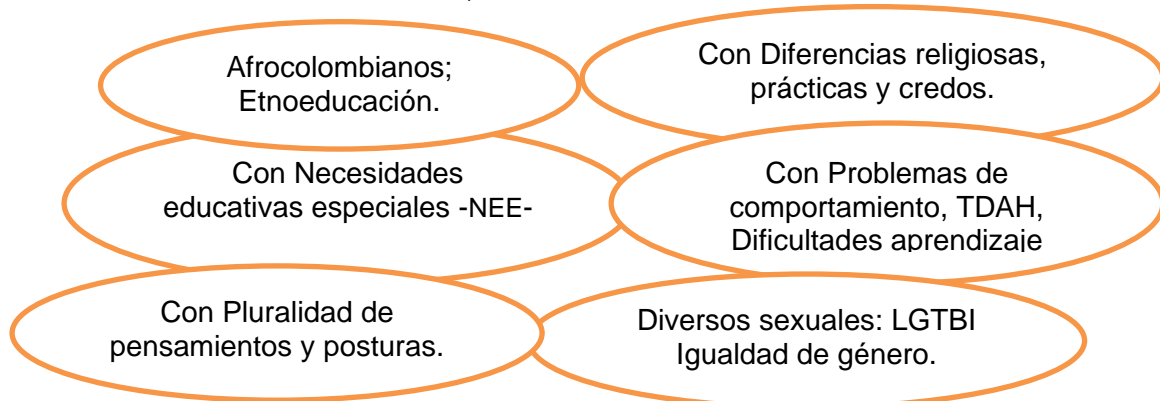 Afrocolombianos;
Etnoeducación.
Con Diferencias religiosas,
prácticas y credos.
Con Necesidades
educativas especiales -NEE-
Con Problemas de
comportamiento, TDAH,
Dificultades aprendizaje
Con Pluralidad de
pensamientos y posturas.
Diversos sexuales: LGTBI
Igualdad de género.